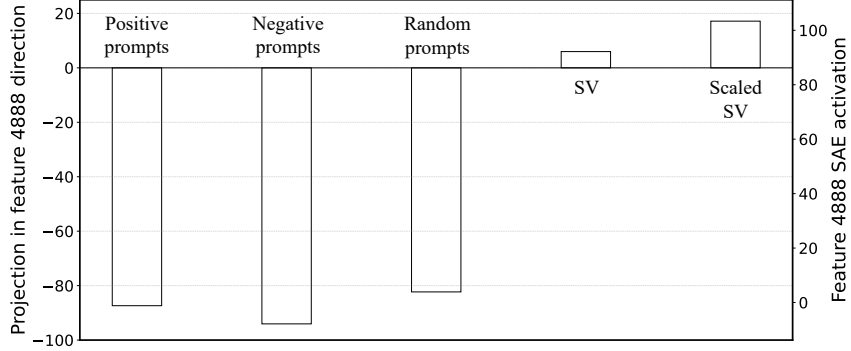 Projection in feature 4888 direction
20
0
−20
−40
−60
−80
−100
Positive
prompts
Negative
prompts
Random
prompts
SV
Scaled
SV
100
80
60
40
20
0
Feature 4888 SAE activation